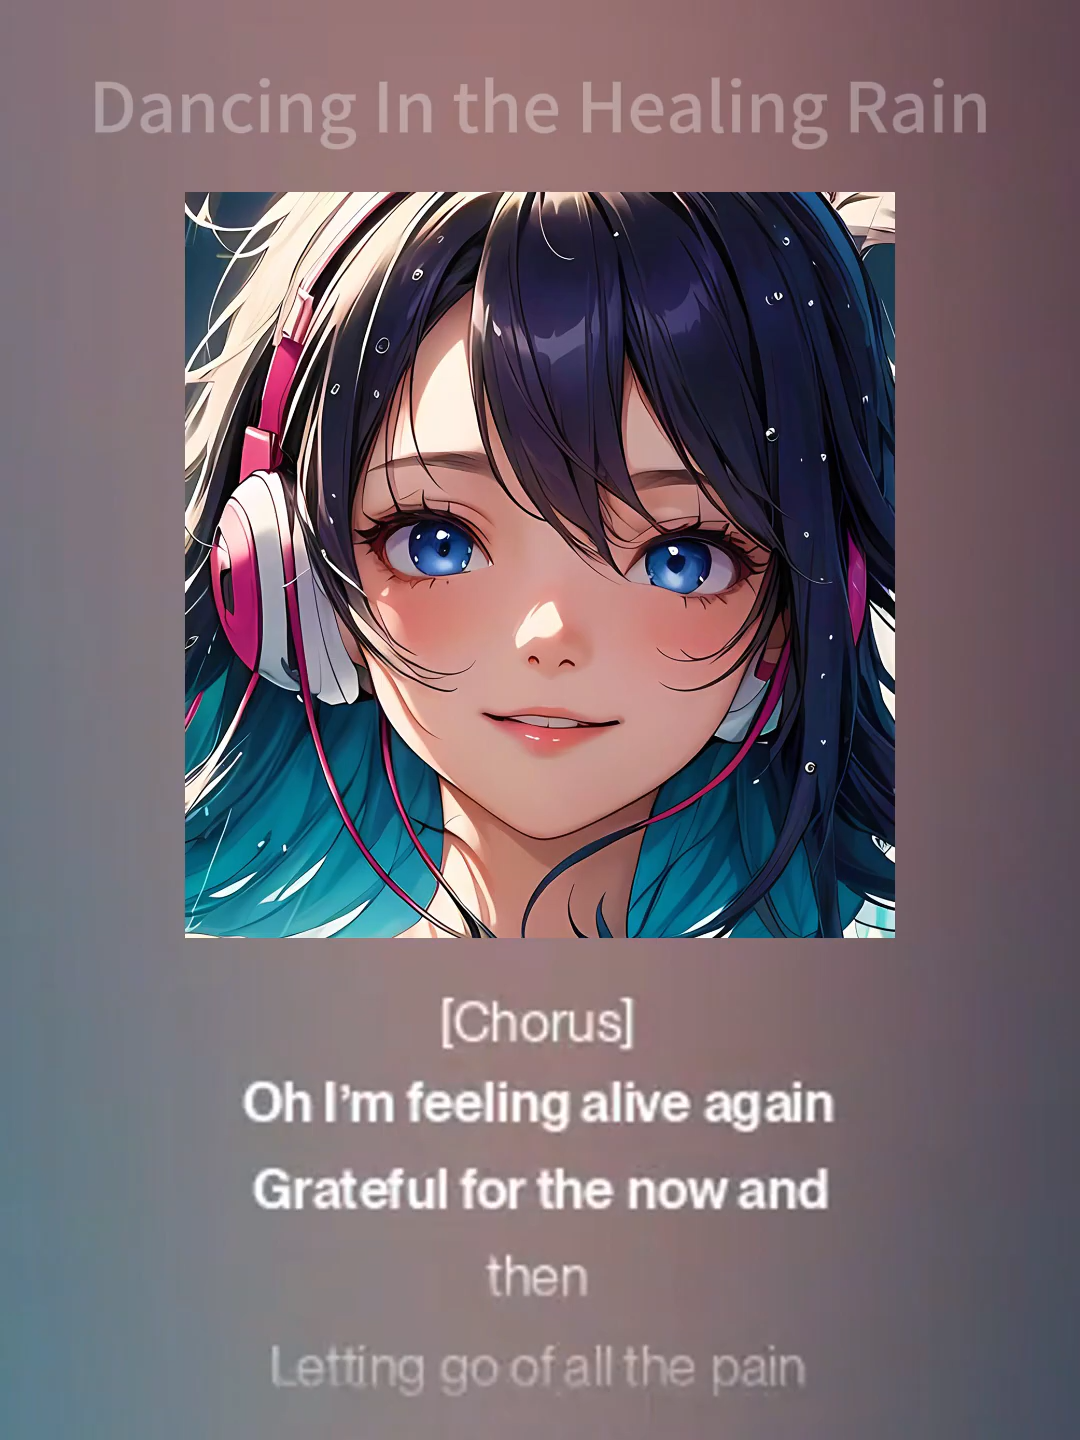 Dancing In the Healing Rain
[Chorus]
Oh I’m feeling alive again
Grateful for the now and
then
Letting go of all the pain